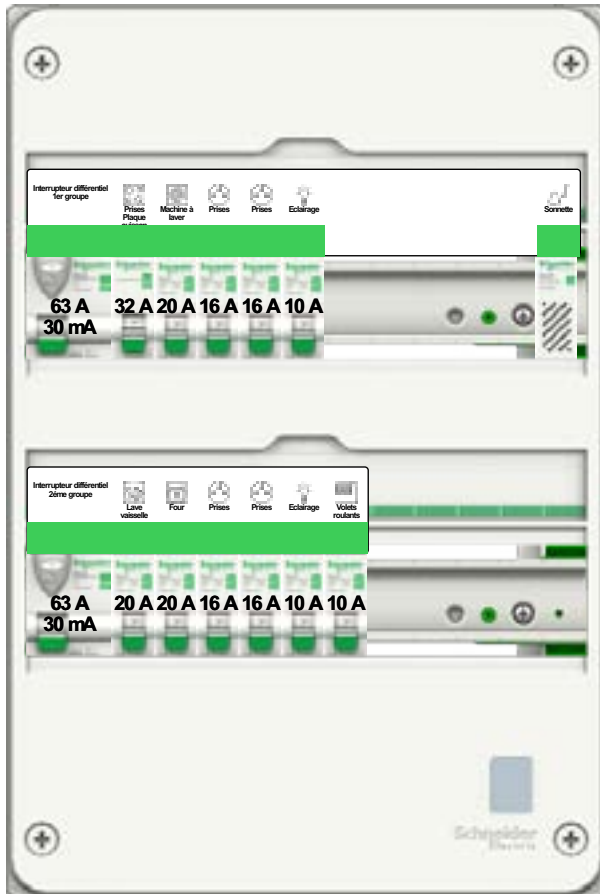 Interrupteur différentiel
1er groupe
Prises
Plaque
cuisson
Machine à
laver
Prises
Prises
Eclairage
Sonnette
63 A
30 mA
32 A 20 A 16 A 16 A 10 A
Interrupteur différentiel
2éme groupe
Lave
vaisselle
Four
Prises
Prises
Eclairage
Volets
roulants
63 A
30 mA
20 A 20 A 16 A 16 A 10 A 10 A
Schneider
Electric